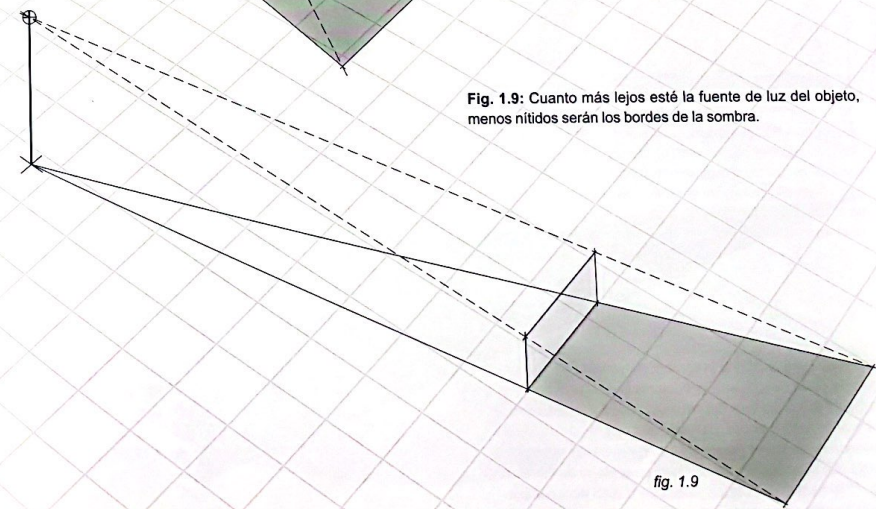 Fig. 1.9: Cuanto más lejos esté la fuente de luz del objeto,
menos nítidos serán los bordes de la sombra.
fig. 1.9